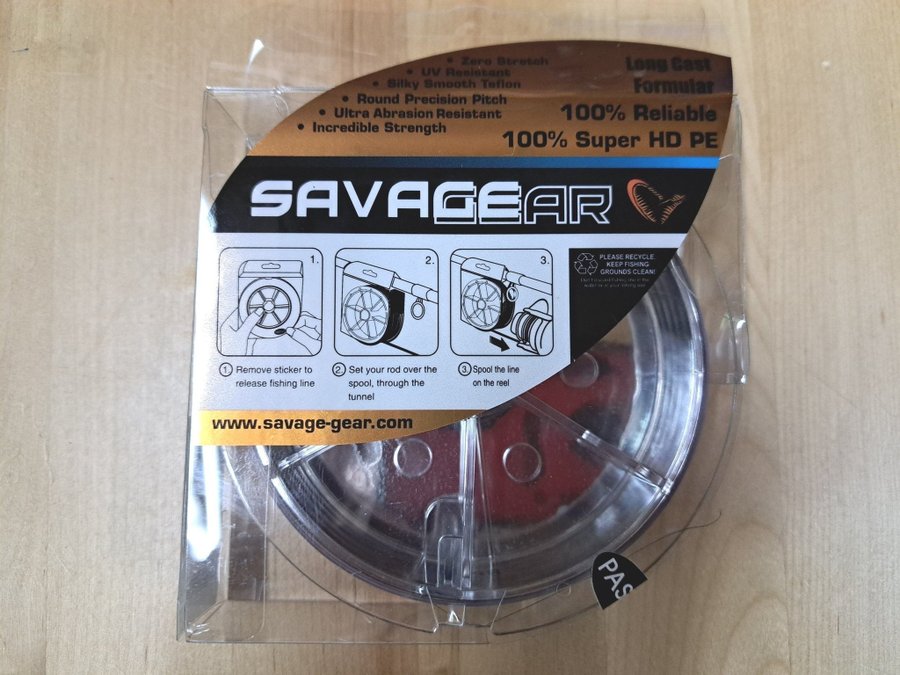 • Zero Stretch
• UV Resistant
• Silky Smooth Teflon
• Round Precision Pitch
• Ultra Abrasion Resistant
• Incredible Strength
Long Cast
Formular
100% Reliable
100% Super HD PE
SAVAGEAR
1.
2.
3.
PLEASE RECYCLE.
KEEP FISHING
GROUNDS CLEAN!
1. Remove sticker to
release fishing line
2. Set your rod over the
spool, through the
tunnel
3. Spool the line
on the reel
www.savage-gear.com
PAS